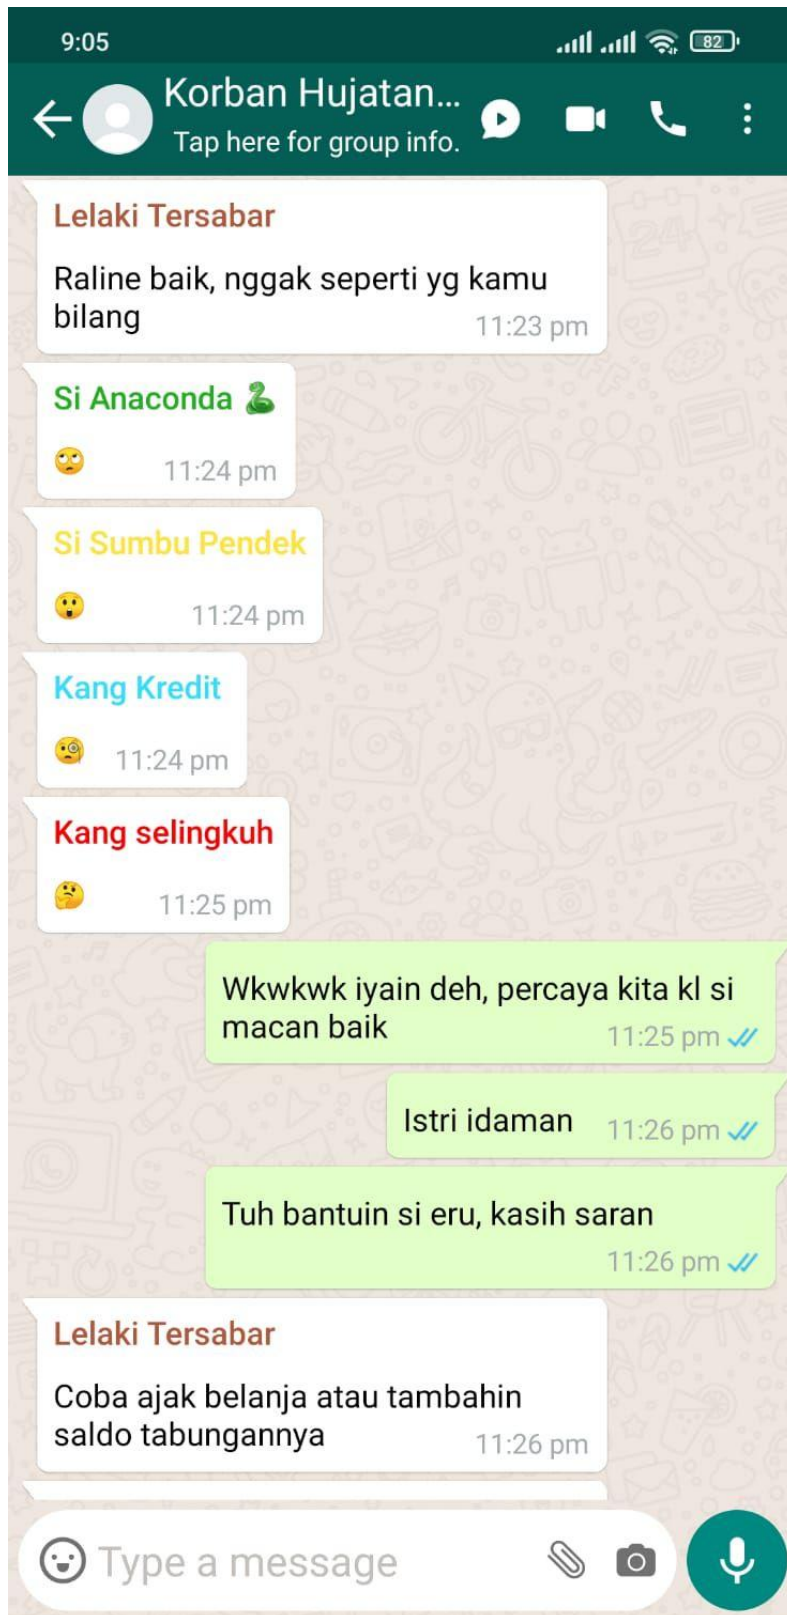 9:05
82
Korban Hujatan...
Tap here for group info.
Lelaki Tersabar
Raline baik, nggak seperti yg kamu
bilang
11:23 pm
Si Anaconda 🐍
🙄
11:24 pm
Si Sumbu Pendek
😲
11:24 pm
Kang Kredit
🧐
11:24 pm
Kang selingkuh
🤔
11:25 pm
Wkwkwk iyain deh, percaya kita kl si
macan baik
11:25 pm
Istri idaman
11:26 pm
Tuh bantuin si eru, kasih saran
11:26 pm
Lelaki Tersabar
Coba ajak belanja atau tambahin
saldo tabungannya
11:26 pm
Type a message